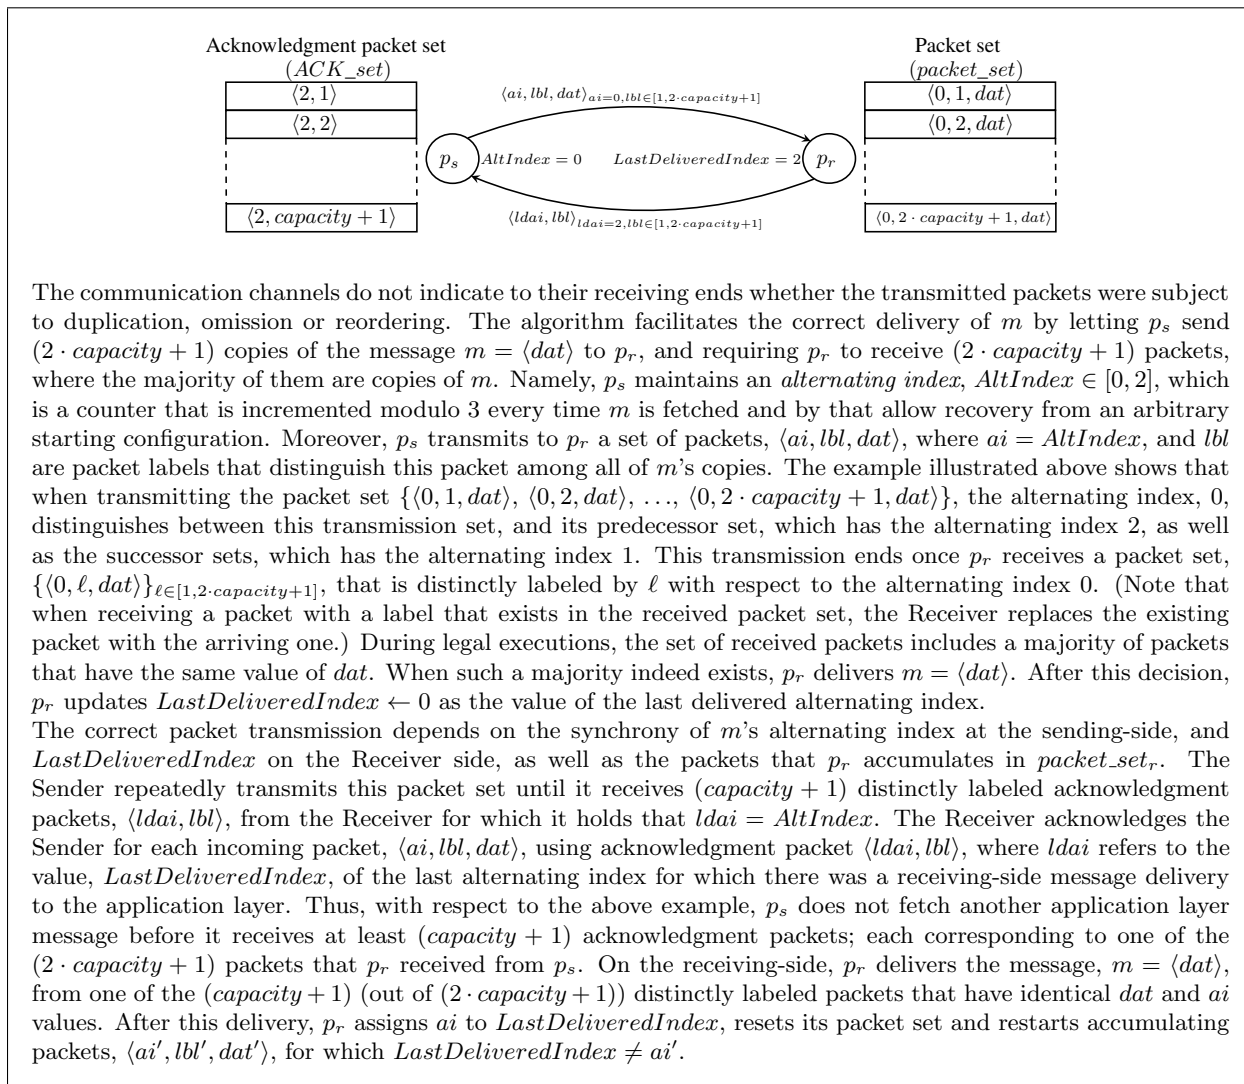 Acknowledgment packet set
(ACK_set)
Packet set
(packet_set)
⟨2, 1⟩
⟨2, 2⟩
⟨2, capacity + 1⟩
⟨ai, lbl, dat⟩ai=0,lbl∈[1,2·capacity+1]
ps
AltIndex = 0
LastDeliveredIndex = 2
pr
⟨ldai, lbl⟩ldai=2,lbl∈[1,2·capacity+1]
⟨0, 1, dat⟩
⟨0, 2, dat⟩
⟨0, 2 · capacity + 1, dat⟩
The communication channels do not indicate to their receiving ends whether the transmitted packets were subject
to duplication, omission or reordering. The algorithm facilitates the correct delivery of m by letting ps send
(2 · capacity + 1) copies of the message m = ⟨dat⟩ to pr, and requiring pr to receive (2 · capacity + 1) packets,
where the majority of them are copies of m. Namely, ps maintains an alternating index, AltIndex ∈ [0, 2], which
is a counter that is incremented modulo 3 every time m is fetched and by that allow recovery from an arbitrary
starting configuration. Moreover, ps transmits to pr a set of packets, ⟨ai, lbl, dat⟩, where ai = AltIndex, and lbl
are packet labels that distinguish this packet among all of m's copies. The example illustrated above shows that
when transmitting the packet set {⟨0, 1, dat⟩, ⟨0, 2, dat⟩, ..., ⟨0, 2 · capacity + 1, dat⟩}, the alternating index, 0,
distinguishes between this transmission set, and its predecessor set, which has the alternating index 2, as well
as the successor sets, which has the alternating index 1. This transmission ends once pr receives a packet set,
{⟨0, ℓ, dat⟩}ℓ∈[1,2·capacity+1], that is distinctly labeled by ℓ with respect to the alternating index 0. (Note that
when receiving a packet with a label that exists in the received packet set, the Receiver replaces the existing
packet with the arriving one.) During legal executions, the set of received packets includes a majority of packets
that have the same value of dat. When such a majority indeed exists, pr delivers m = ⟨dat⟩. After this decision,
pr updates LastDeliveredIndex ← 0 as the value of the last delivered alternating index.
The correct packet transmission depends on the synchrony of m's alternating index at the sending-side, and
LastDeliveredIndex on the Receiver side, as well as the packets that pr accumulates in packet_setr. The
Sender repeatedly transmits this packet set until it receives (capacity + 1) distinctly labeled acknowledgment
packets, ⟨ldai, lbl⟩, from the Receiver for which it holds that ldai = AltIndex. The Receiver acknowledges the
Sender for each incoming packet, ⟨ai, lbl, dat⟩, using acknowledgment packet ⟨ldai, lbl⟩, where ldai refers to the
value, LastDeliveredIndex, of the last alternating index for which there was a receiving-side message delivery
to the application layer. Thus, with respect to the above example, ps does not fetch another application layer
message before it receives at least (capacity + 1) acknowledgment packets; each corresponding to one of the
(2 · capacity + 1) packets that pr received from ps. On the receiving-side, pr delivers the message, m = ⟨dat⟩,
from one of the (capacity + 1) (out of (2 · capacity + 1)) distinctly labeled packets that have identical dat and ai
values. After this delivery, pr assigns ai to LastDeliveredIndex, resets its packet set and restarts accumulating
packets, ⟨ai′, lbl′, dat′⟩, for which LastDeliveredIndex ≠ ai′.